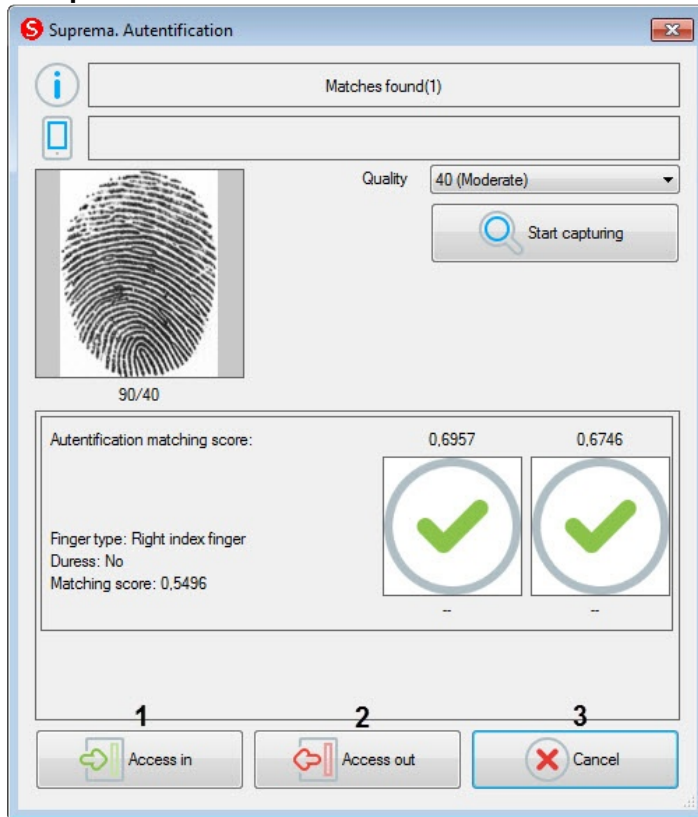 Suprema. Autentification
Matches found(1)
Quality 40 (Moderate)
Start capturing
90/40
Autentification matching score: 0,6957 0,6746
Finger type: Right index finger
Duress: No
Matching score: 0,5496
-- --
1 2 3
Access in Access out Cancel